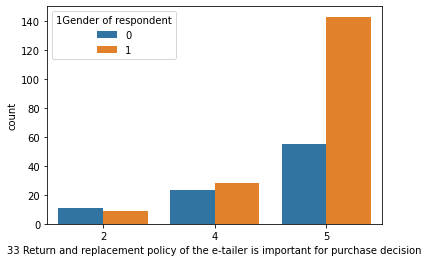 1Gender of respondent
0
1
140
120
100
80
60
40
20
0
count
2 4 5
33 Return and replacement policy of the e-tailer is important for purchase decision